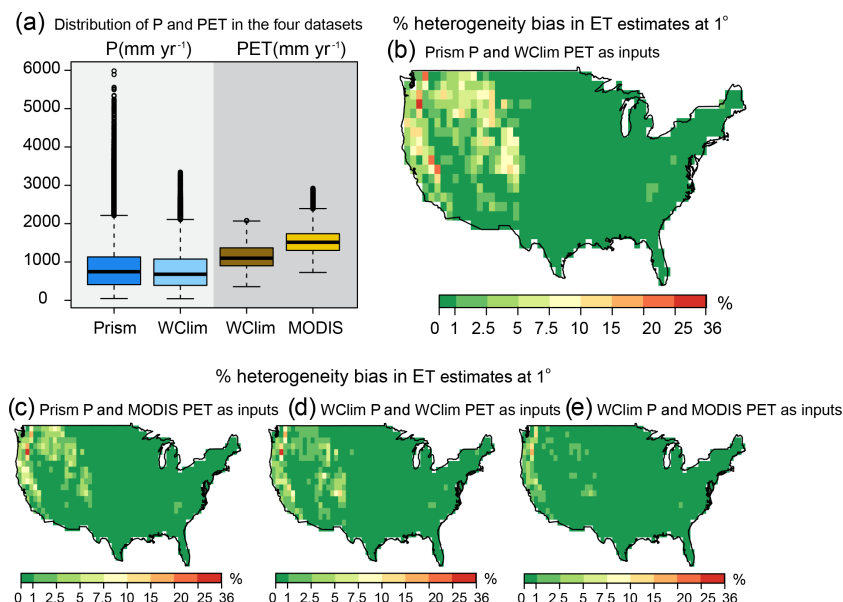 (a) Distribution of P and PET in the four datasets
P(mm yr⁻¹) PET(mm yr⁻¹)
6000
5000
4000
3000
2000
1000
0
Prism WClim WClim MODIS
% heterogeneity bias in ET estimates at 1°
(b) Prism P and WClim PET as inputs
0 1 2.5 5 7.5 10 15 20 25 36 %
% heterogeneity bias in ET estimates at 1°
(c) Prism P and MODIS PET as inputs
0 1 2.5 5 7.5 10 15 20 25 36 %
(d) WClim P and WClim PET as inputs
0 1 2.5 5 7.5 10 15 20 25 36 %
(e) WClim P and MODIS PET as inputs
0 1 2.5 5 7.5 10 15 20 25 36 %